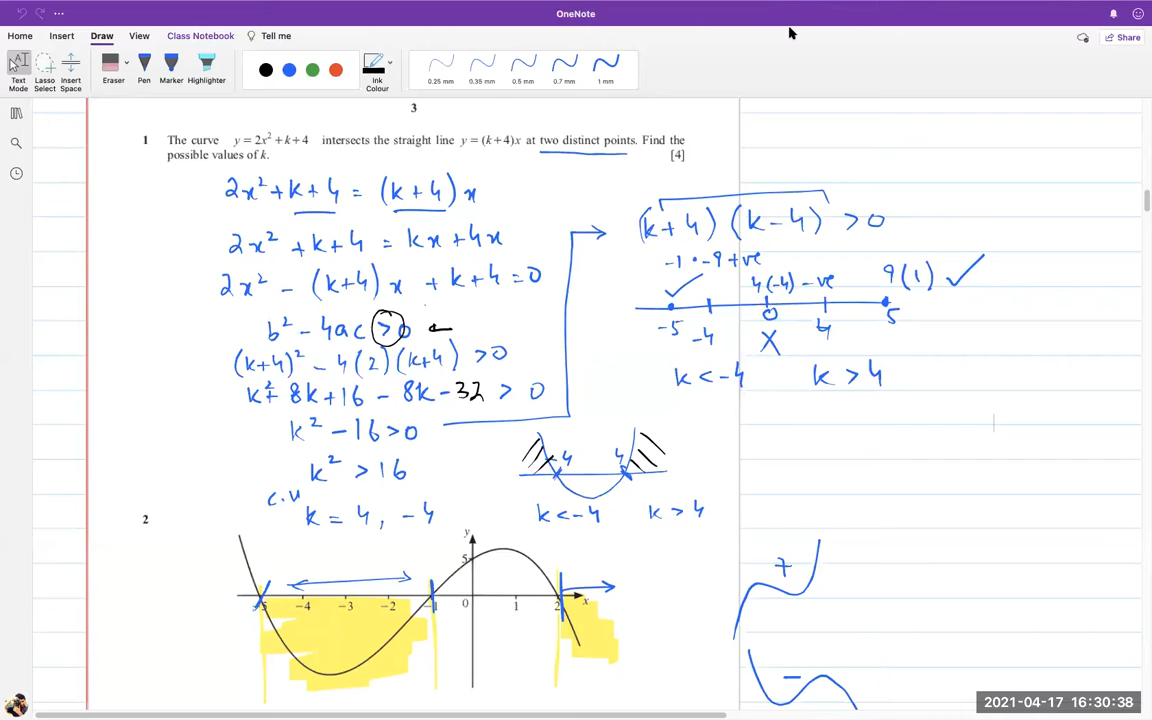 OneNote
Home Insert Draw View Class Notebook Tell me
Share
Text Mode
Lasso Select
Insert Space
Eraser
Pen
Marker
Highlighter
Ink Colour
0.25 mm 0.35 mm 0.5 mm 0.7 mm 1 mm
3
1 The curve y = 2x² + k + 4 intersects the straight line y = (k + 4)x at two distinct points. Find the
possible values of k. [4]
2x² + k + 4 = (k + 4) x
2x² + k + 4 = kx + 4x
2x² - (k+4) x + k+4 = 0
b² - 4ac > 0 ←
(k+4)² - 4(2)(k+4) > 0
k² + 8k + 16 - 8k - 32 > 0
k² - 16 > 0
k² > 16
c.v
k = 4, -4
(k+4)(k-4) > 0
-1 · -9 +ve
4(-4) -ve
9(1) ✓
-5 -4 0 4 5
X
k < -4 k > 4
-4 4
k < -4 k > 4
2
y
5
-5 -4 -3 -2 -1 0 1 2 x
+
-
2021-04-17 16:30:38